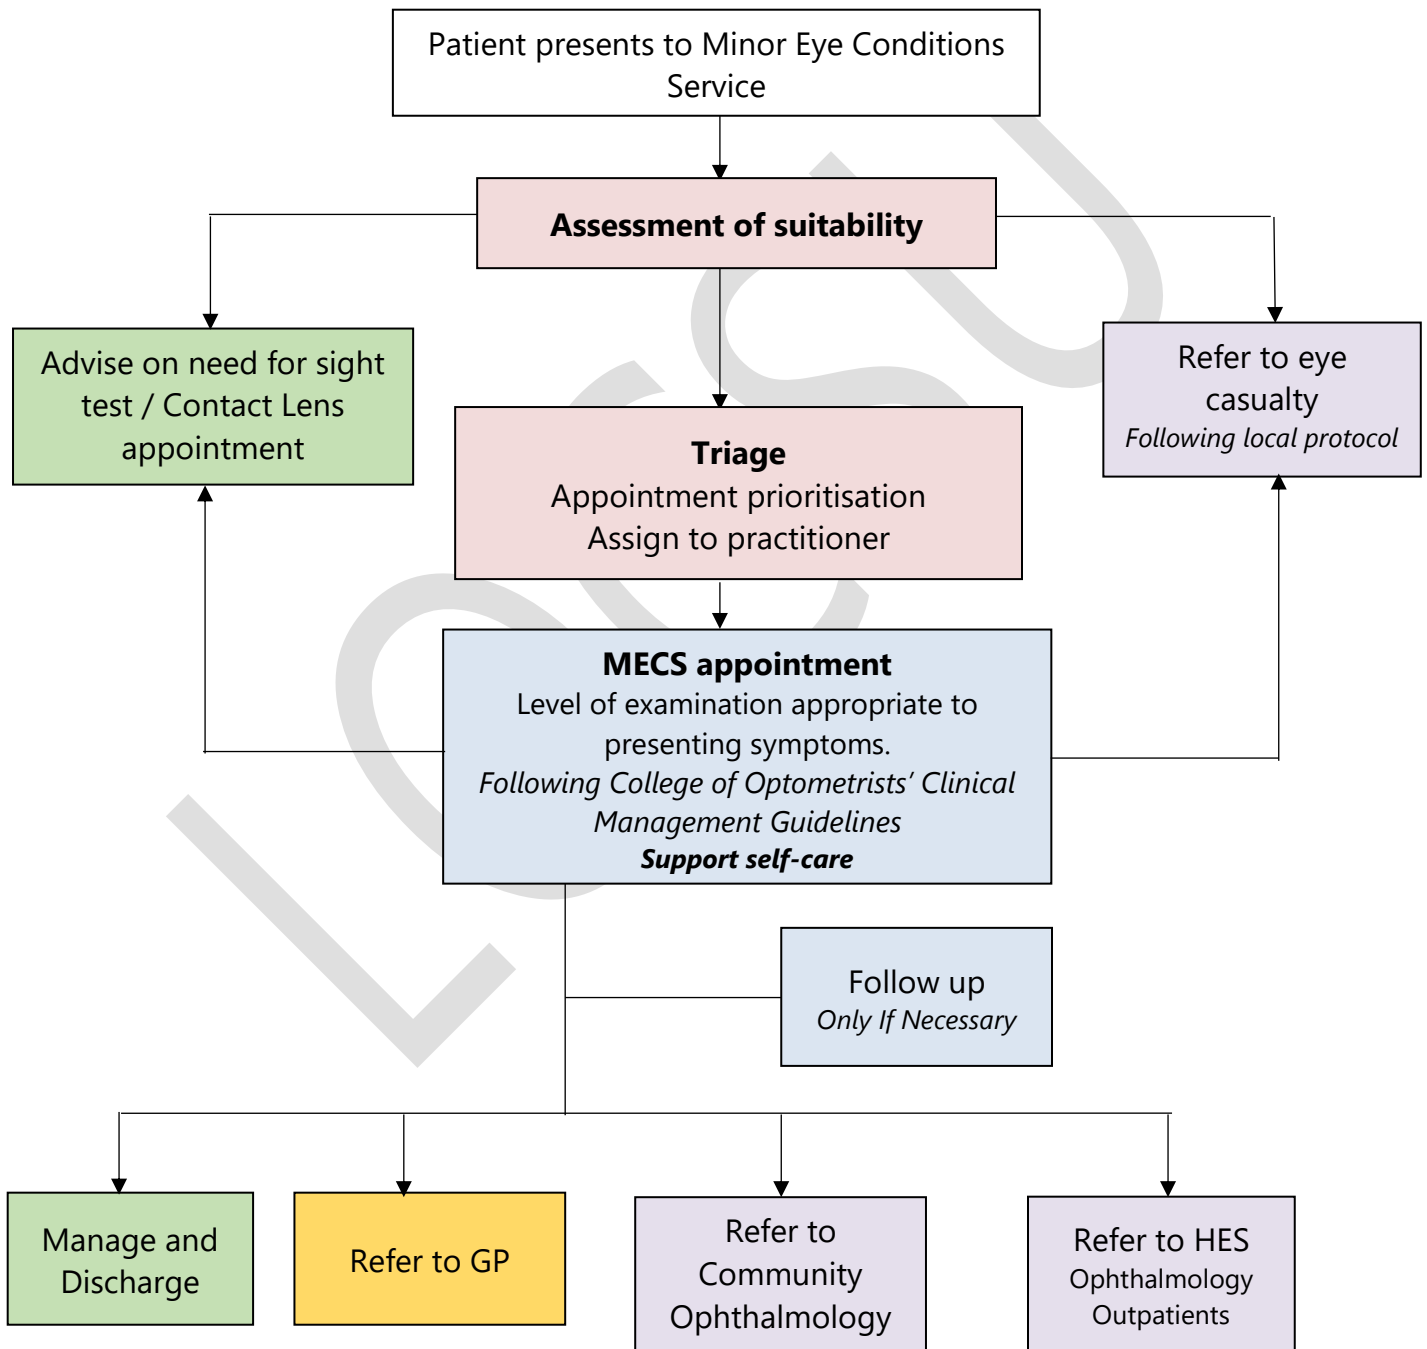 Patient presents to Minor Eye Conditions
Service
Assessment of suitability
Advise on need for sight
test / Contact Lens
appointment
Refer to eye
casualty
Following local protocol
Triage
Appointment prioritisation
Assign to practitioner
MECS appointment
Level of examination appropriate to
presenting symptoms.
Following College of Optometrists’ Clinical
Management Guidelines
Support self-care
Follow up
Only If Necessary
Manage and
Discharge
Refer to GP
Refer to
Community
Ophthalmology
Refer to HES
Ophthalmology
Outpatients
LOCSU